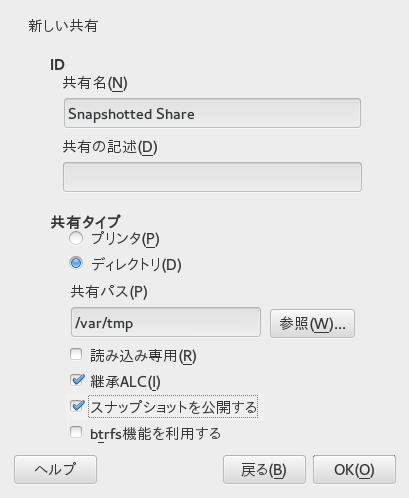 新しい共有
ID
共有名(N)
Snapshotted Share
共有の記述(D)
共有タイプ
プリンタ(P)
ディレクトリ(D)
共有パス(P)
/var/tmp
参照(W)...
読み込み専用(R)
継承ALC(I)
スナップショットを公開する
btrfs機能を利用する
ヘルプ
戻る(B)
OK(O)